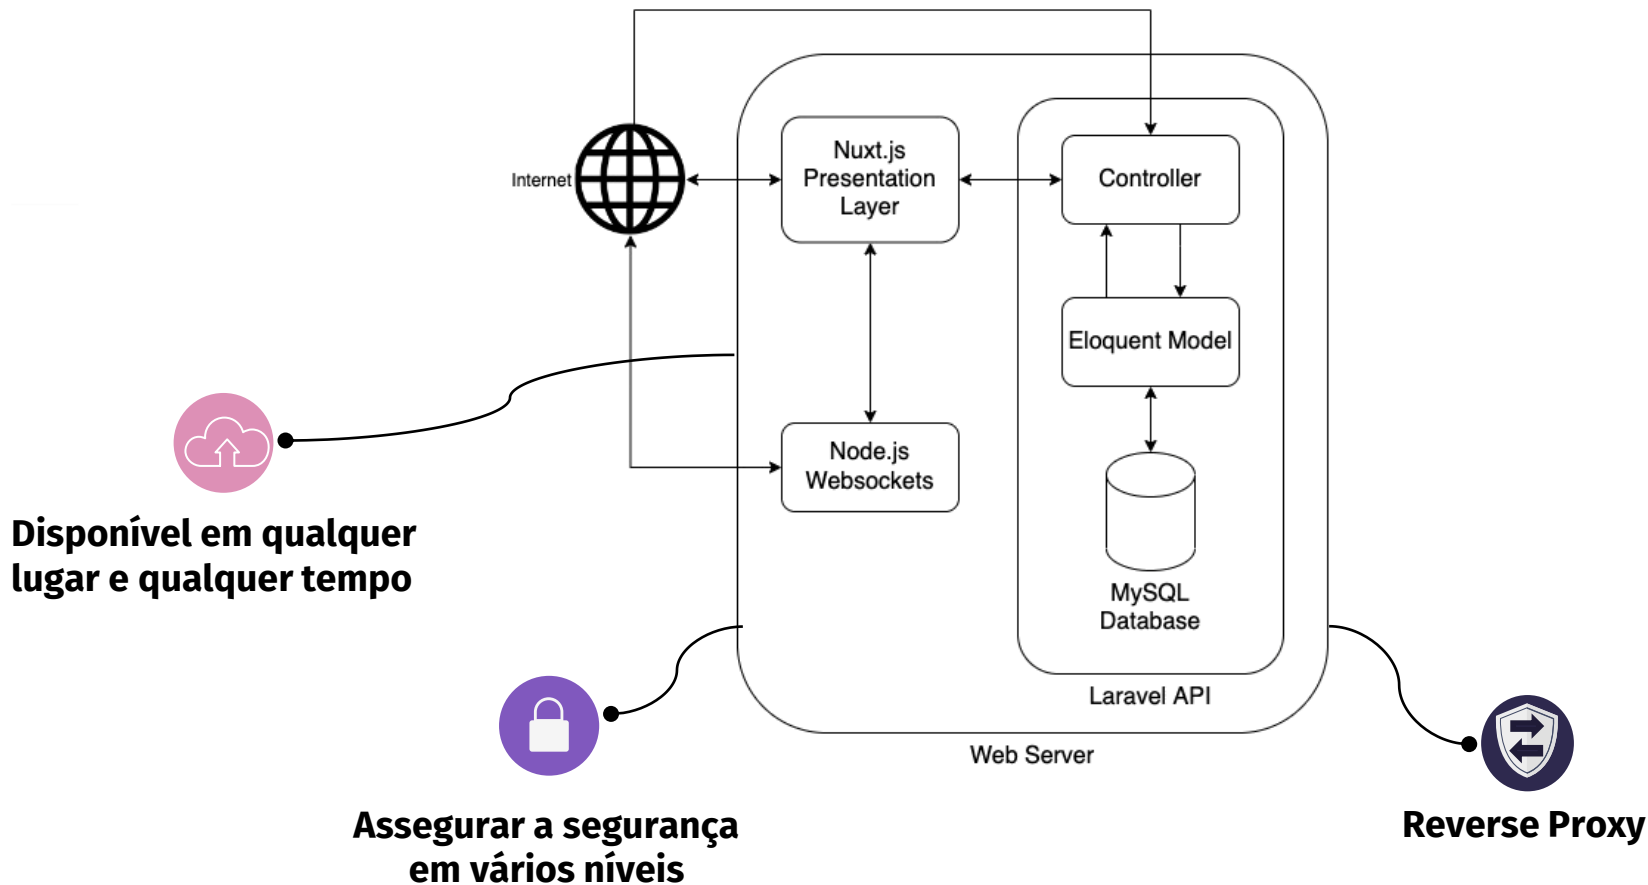 Internet
Nuxt.js
Presentation
Layer
Controller
Eloquent Model
Node.js
Websockets
MySQL
Database
Laravel API
Web Server
Disponível em qualquer
lugar e qualquer tempo
Assegurar a segurança
em vários níveis
Reverse Proxy